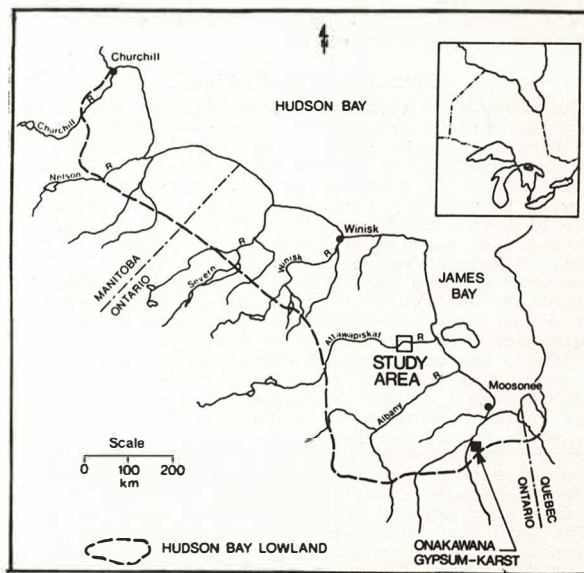 N
Churchill
HUDSON BAY
Churchill R
Nelson R
MANITOBA
ONTARIO
Severn R
Winisk R
Winisk
JAMES
BAY
Attawapiskat R
STUDY
AREA
Albany R
Moosonee
Scale
0 100 200
km
QUEBEC
ONTARIO
HUDSON BAY LOWLAND
ONAKAWANA
GYPSUM-KARST